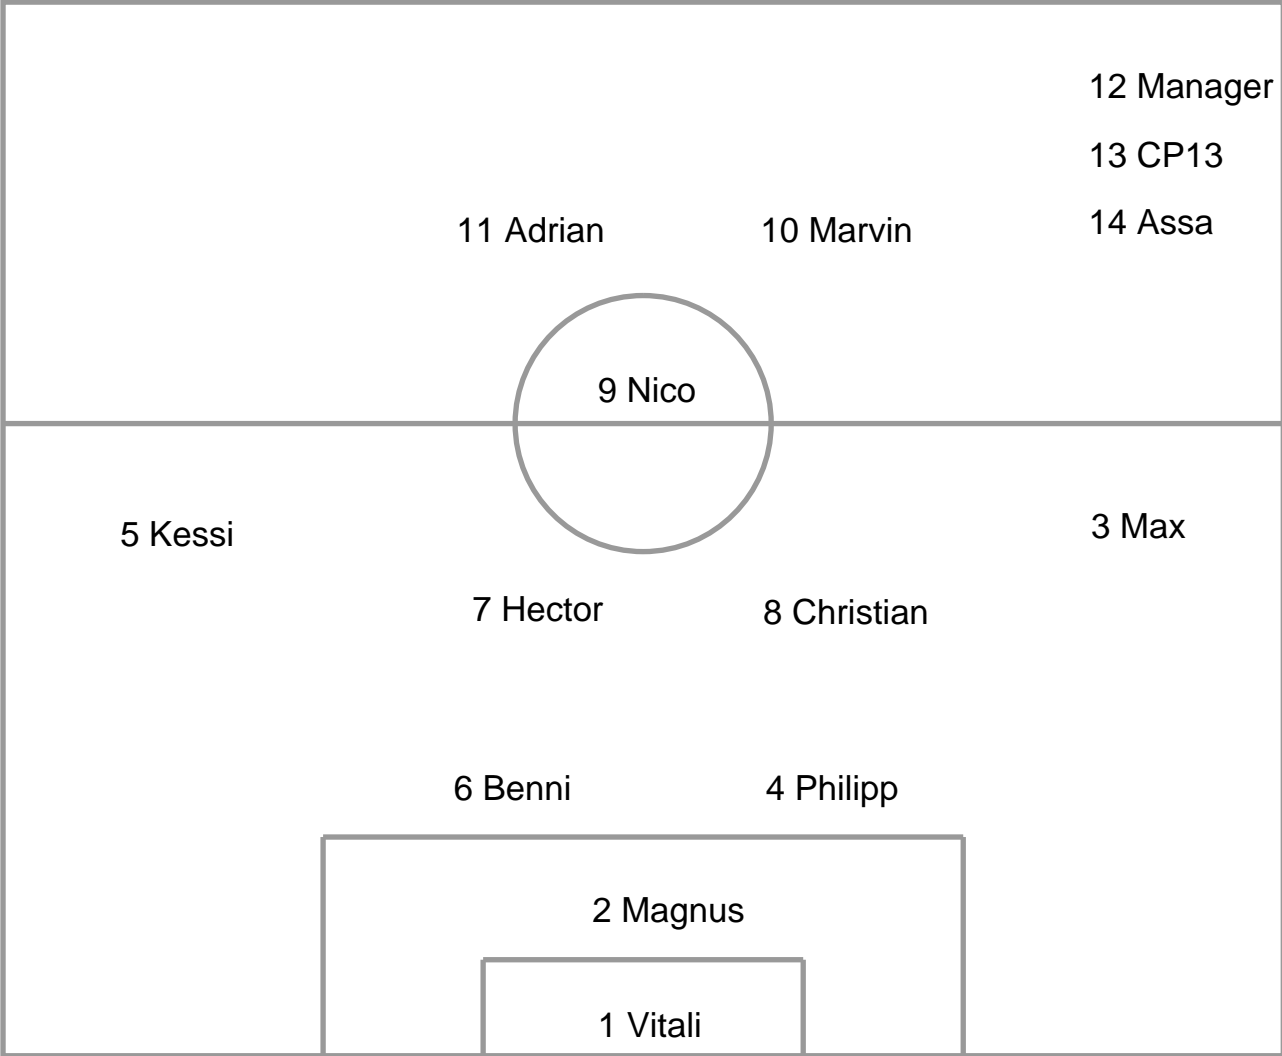 12 Manager
13 CP13
14 Assa
11 Adrian
10 Marvin
9 Nico
5 Kessi
3 Max
7 Hector
8 Christian
6 Benni
4 Philipp
2 Magnus
1 Vitali